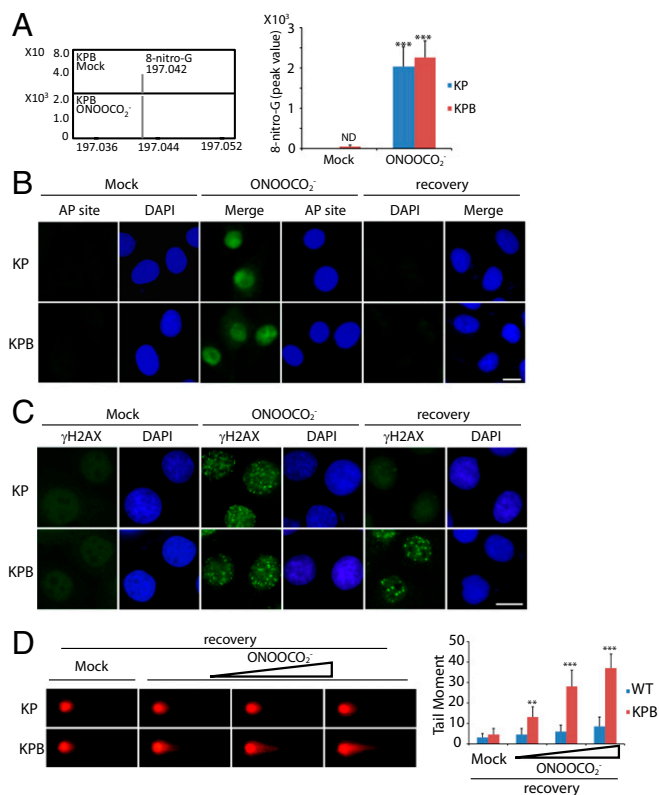 A
X10
8.0
4.0
0
KPB
Mock
8-nitro-G
197.042
X10³
2.0
1.0
0
KPB
ONOOCO₂⁻
197.036
197.044
197.052
X10³
8-nitro-G (peak value)
3
2
1
0
ND
***
***
KP
KPB
Mock
ONOOCO₂⁻
B
Mock
ONOOCO₂⁻
recovery
AP site
DAPI
Merge
AP site
DAPI
Merge
KP
KPB
C
Mock
ONOOCO₂⁻
recovery
γH2AX
DAPI
γH2AX
DAPI
γH2AX
DAPI
KP
KPB
D
recovery
Mock
ONOOCO₂⁻
KP
KPB
Tail Moment
50
40
30
20
10
0
**
***
***
WT
KPB
Mock
ONOOCO₂⁻
recovery